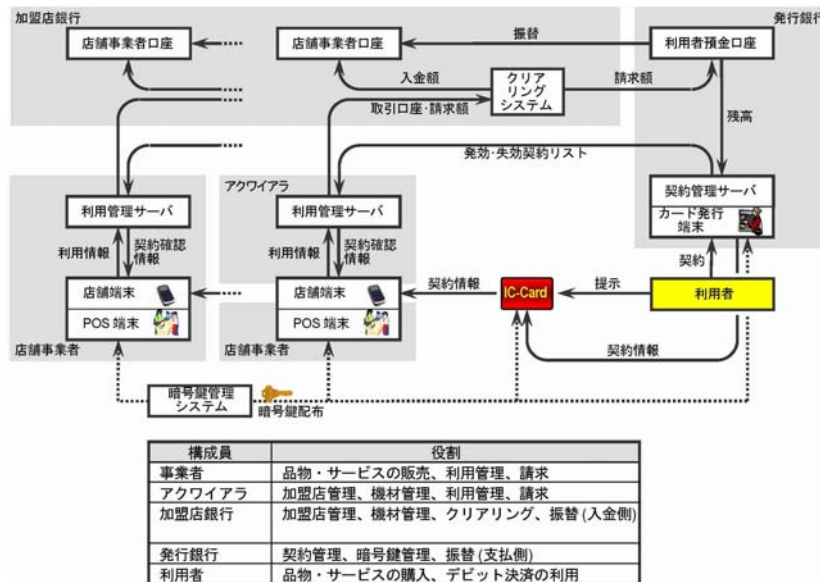 加盟店銀行
発行銀行
店舗事業者口座
店舗事業者口座
振替
利用者預金口座
入金額
クリア
リング
システム
請求額
取引口座・請求額
残高
発効・失効契約リスト
アクワイアラ
利用管理サーバ
利用管理サーバ
契約管理サーバ
カード発行
端末
利用情報
契約確認
情報
利用情報
契約確認
情報
契約
店舗端末
店舗端末
契約情報
IC-Card
提示
利用者
POS 端末
POS 端末
店舗事業者
店舗事業者
契約情報
暗号鍵管理
システム
暗号鍵配布
構成員 役割
事業者 品物・サービスの販売、利用管理、請求
アクワイアラ 加盟店管理、機材管理、利用管理、請求
加盟店銀行 加盟店管理、機材管理、クリアリング、振替 (入金側)
発行銀行 契約管理、暗号鍵管理、振替 (支払側)
利用者 品物・サービスの購入、デビット決済の利用